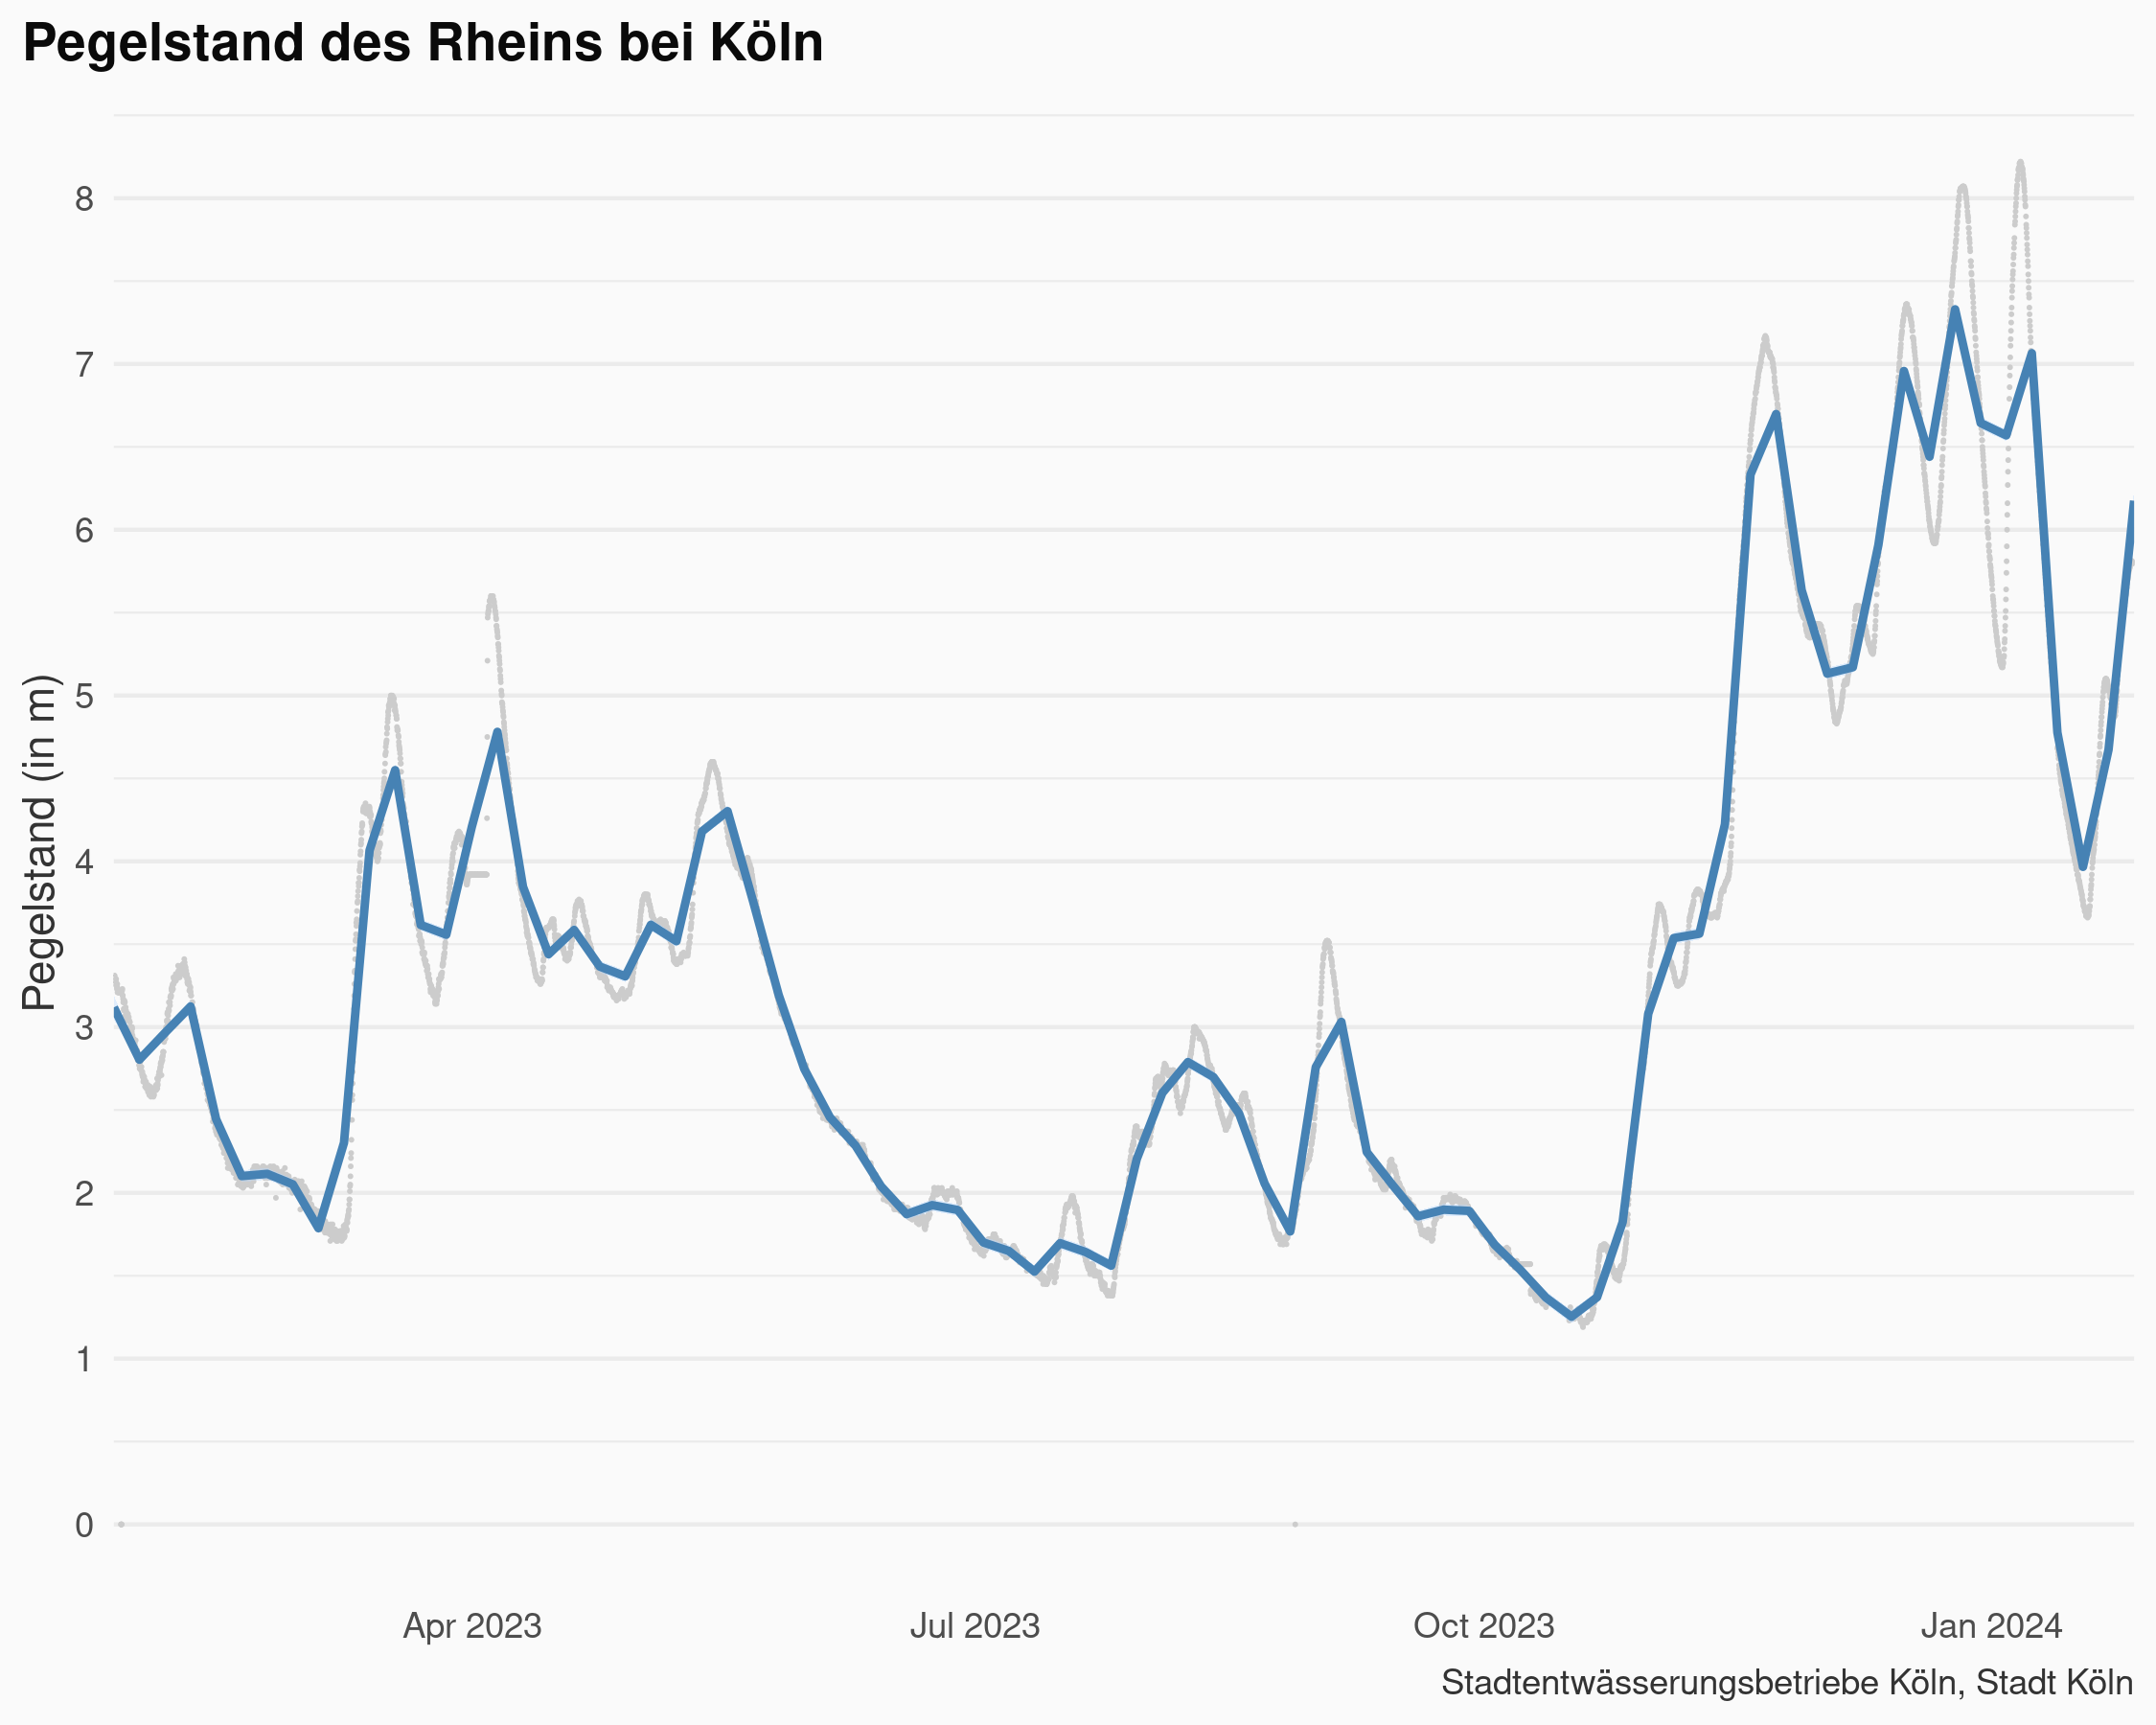 Pegelstand des Rheins bei Köln
Pegelstand (in m)
8
7
6
5
4
3
2
1
0
Apr 2023
Jul 2023
Oct 2023
Jan 2024
Stadtentwässerungsbetriebe Köln, Stadt Köln